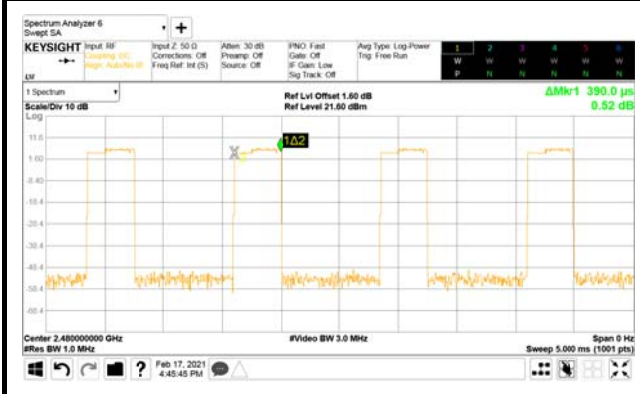 Spectrum Analyzer 6
Swept SA
+
KEYSIGHT Input: RF Input Z: 50 Ω Atten: 30 dB PNO: Fast Avg Type: Log-Power 1 2 3 4 5 6
Coupling: DC Corrections: Off Preamp: Off Gate: Off Trig: Free Run W W W W W W
Align: Auto/No RF Freq Ref: Int (S) Source: Off IF Gain: Low P N N N N N
Sig Track: Off
1 Spectrum Ref Lvl Offset 1.60 dB ΔMkr1 390.0 µs
Scale/Div 10 dB Ref Level 21.60 dBm 0.52 dB
Log
11.6
1Δ2
1.60
-8.40
-18.4
-28.4
-38.4
-48.4
-58.4
-68.4
Center 2.480000000 GHz #Video BW 3.0 MHz Span 0 Hz
#Res BW 1.0 MHz Sweep 5.000 ms (1001 pts)
? Feb 17, 2021
4:45:45 PM